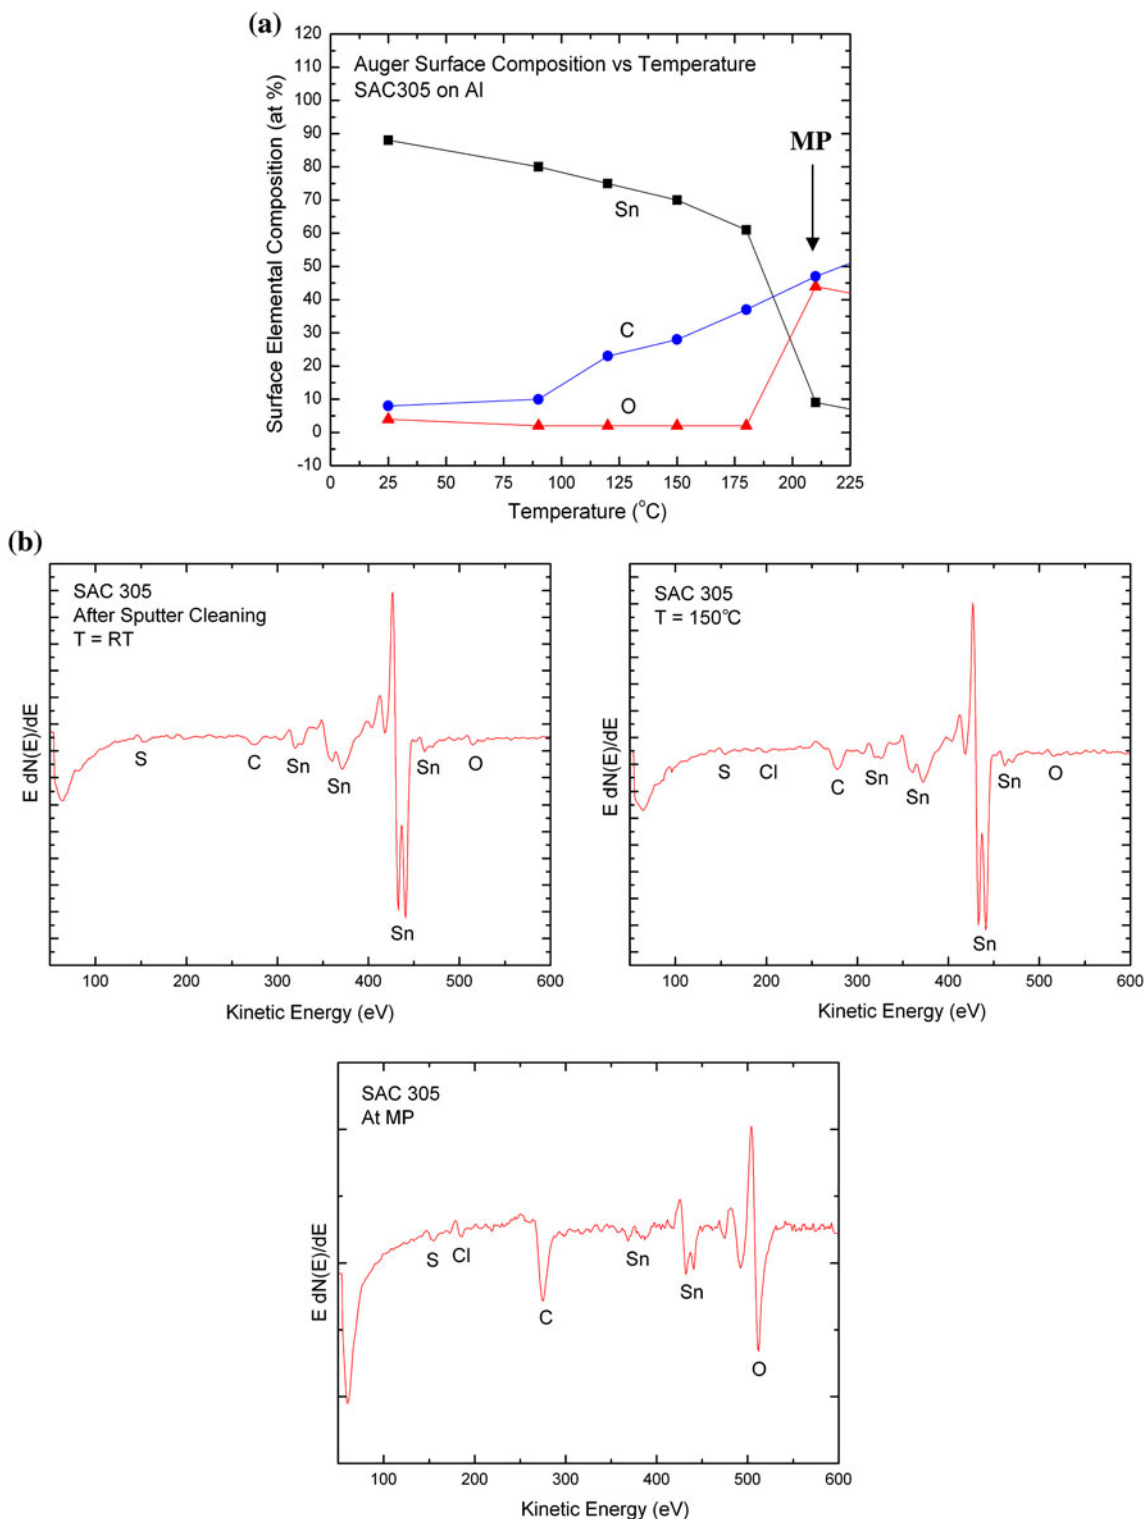 (a)
120
110
100
90
80
70
60
50
40
30
20
10
0
-10
Surface Elemental Composition (at %)
Auger Surface Composition vs Temperature
SAC305 on Al
MP
Sn
C
O
0 25 50 75 100 125 150 175 200 225
Temperature (°C)
(b)
SAC 305
After Sputter Cleaning
T = RT
E dN(E)/dE
S
C
Sn
Sn
Sn
Sn
O
100 200 300 400 500 600
Kinetic Energy (eV)
SAC 305
T = 150°C
E dN(E)/dE
S
Cl
C
Sn
Sn
Sn
Sn
O
100 200 300 400 500 600
Kinetic Energy (eV)
SAC 305
At MP
E dN(E)/dE
S
Cl
C
Sn
Sn
O
100 200 300 400 500 600
Kinetic Energy (eV)